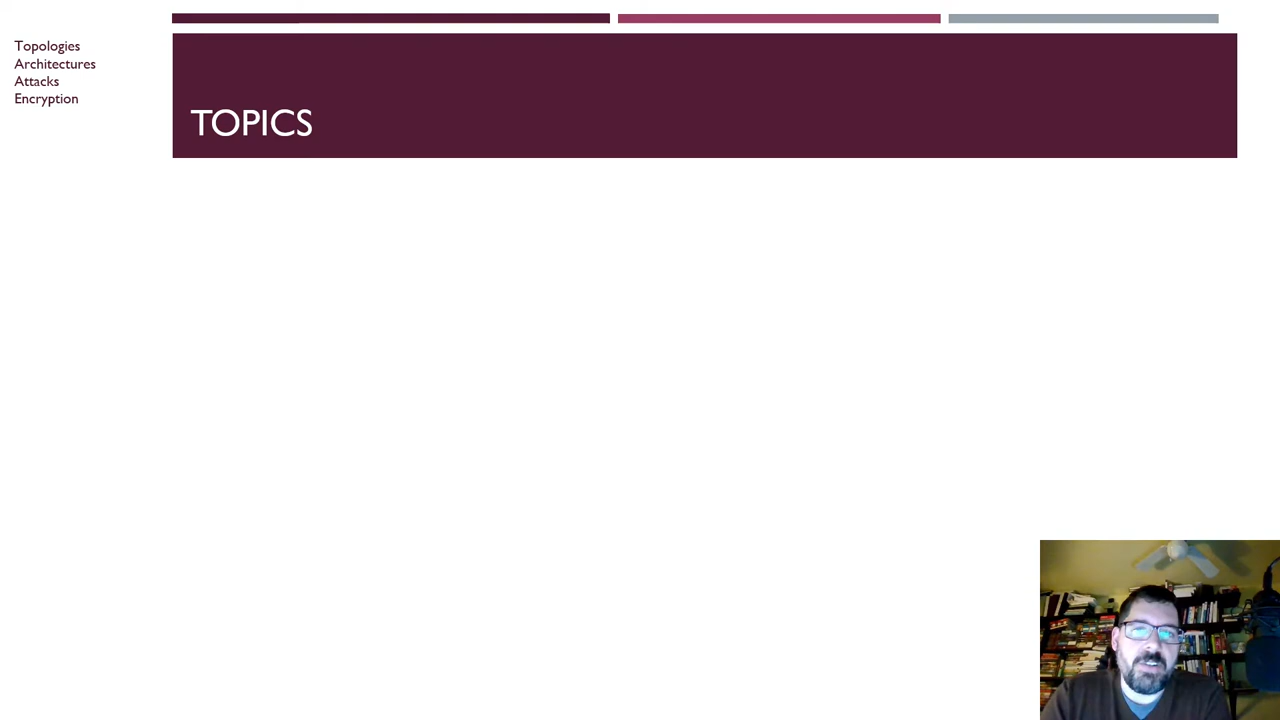 Topologies
Architectures
Attacks
Encryption
TOPICS